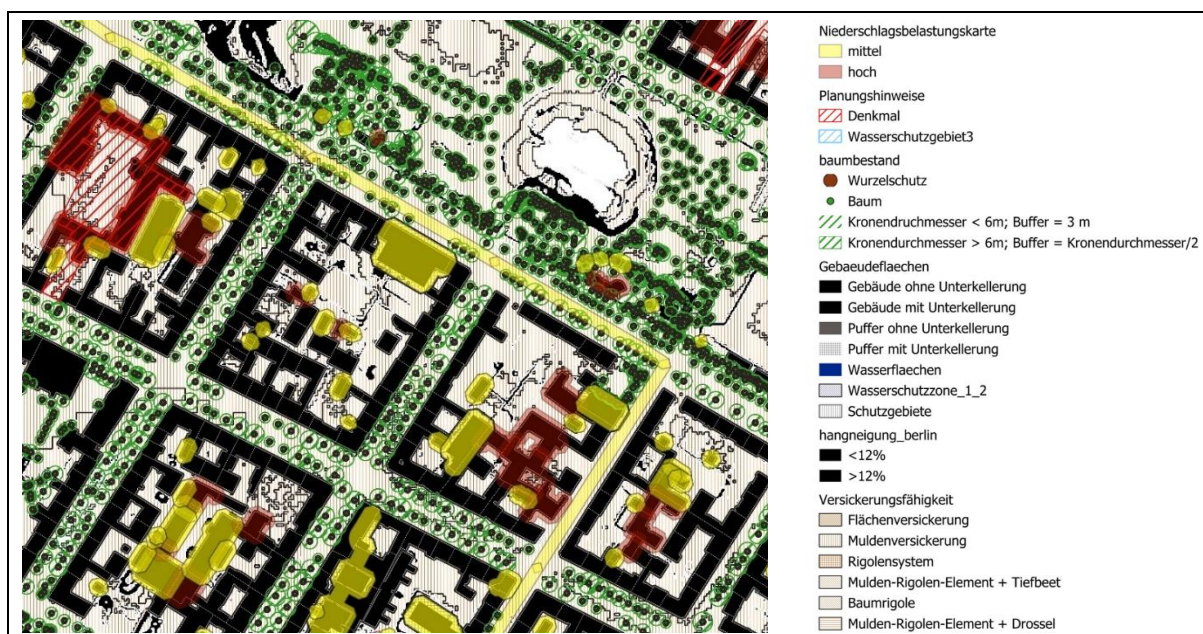 Niederschlagsbelastungskarte
mittel
hoch
Planungshinweise
Denkmal
Wasserschutzgebiet3
baumbestand
Wurzelschutz
Baum
Kronendruchmesser < 6m; Buffer = 3 m
Kronendurchmesser > 6m; Buffer = Kronendurchmesser/2
Gebaeudeflaechen
Gebäude ohne Unterkellerung
Gebäude mit Unterkellerung
Puffer ohne Unterkellerung
Puffer mit Unterkellerung
Wasserflaechen
Wasserschutzzone_1_2
Schutzgebiete
hangneigung_berlin
<12%
>12%
Versickerungsfähigkeit
Flächenversickerung
Muldenversickerung
Rigolensystem
Mulden-Rigolen-Element + Tiefbeet
Baumrigole
Mulden-Rigolen-Element + Drossel